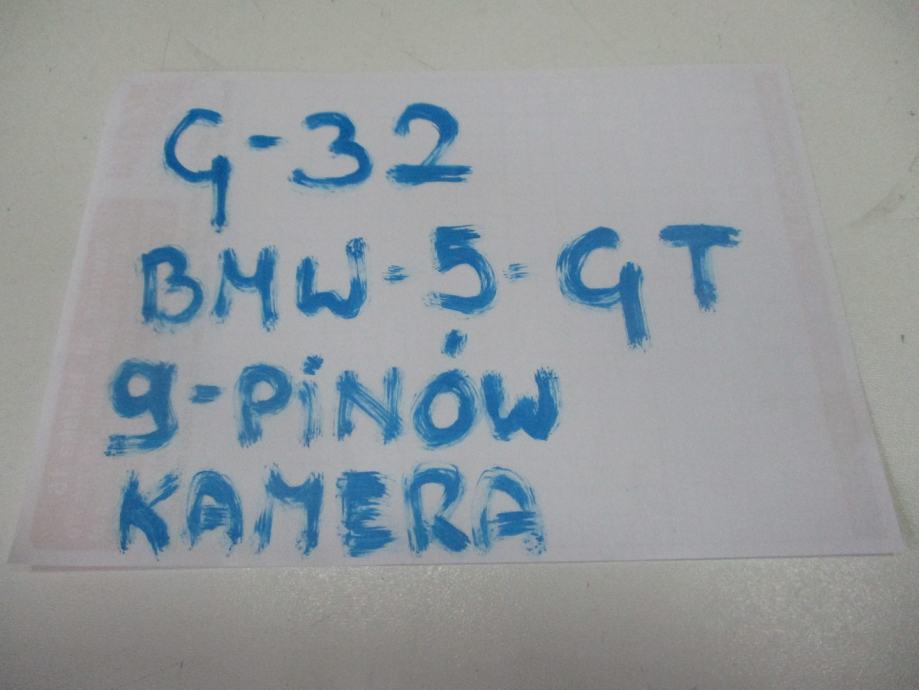 G-32
BMW-5-GT
9-PiNÓW
KAMERA